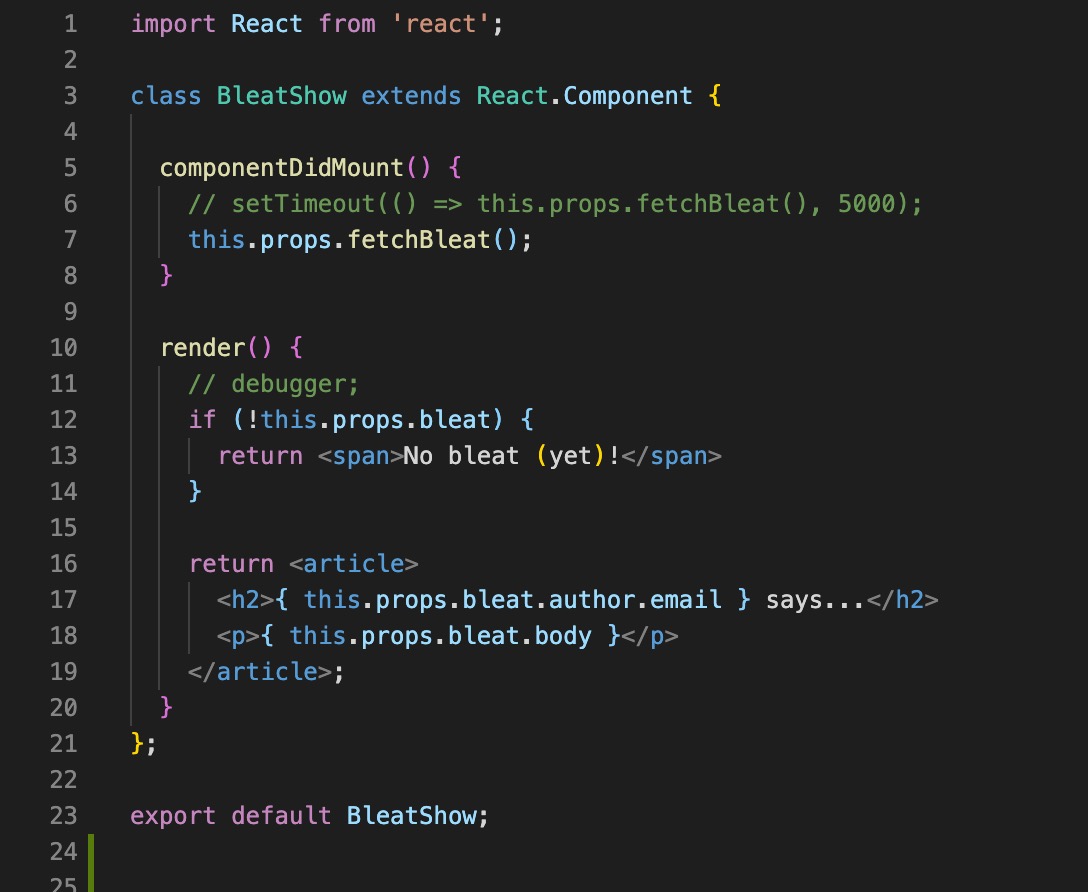 1 import React from 'react';
2
3 class BleatShow extends React.Component {
4
5 componentDidMount() {
6 // setTimeout(() => this.props.fetchBleat(), 5000);
7 this.props.fetchBleat();
8 }
9
10 render() {
11 // debugger;
12 if (!this.props.bleat) {
13 return <span>No bleat (yet)!</span>
14 }
15
16 return <article>
17 <h2>{ this.props.bleat.author.email } says...</h2>
18 <p>{ this.props.bleat.body }</p>
19 </article>;
20 }
21 };
22
23 export default BleatShow;
24
25